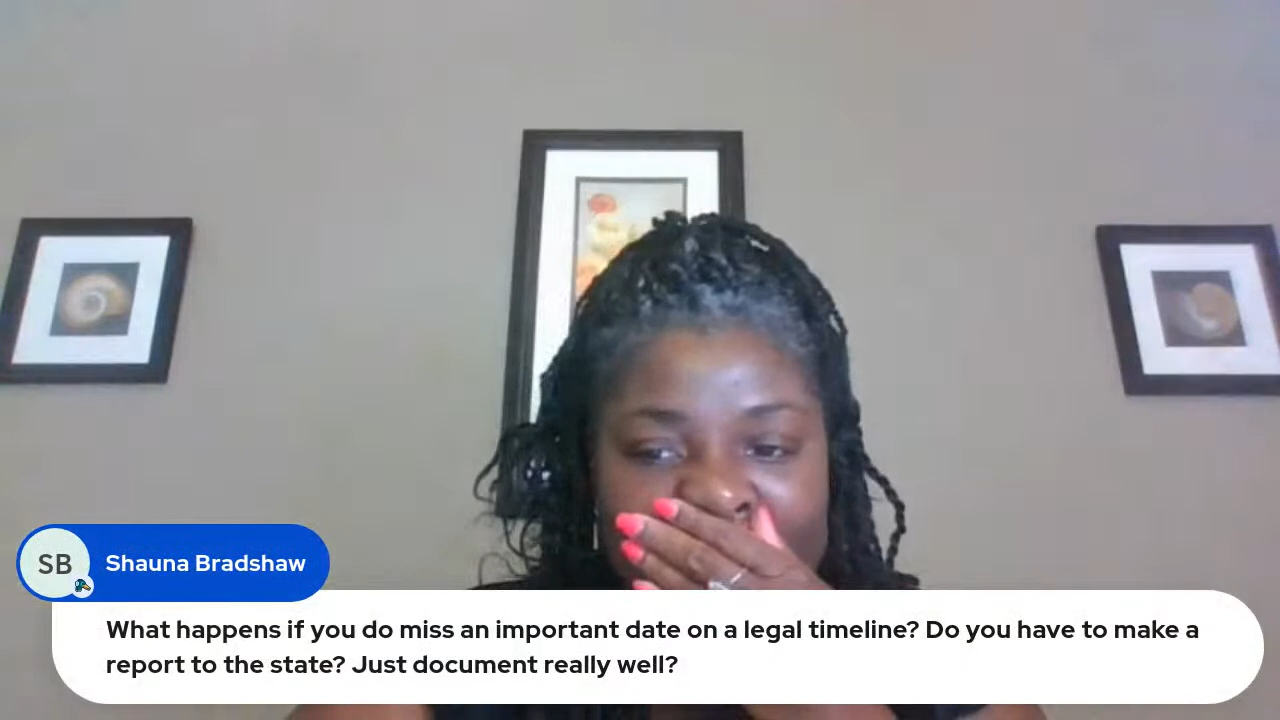 SB
Shauna Bradshaw
What happens if you do miss an important date on a legal timeline? Do you have to make a
report to the state? Just document really well?